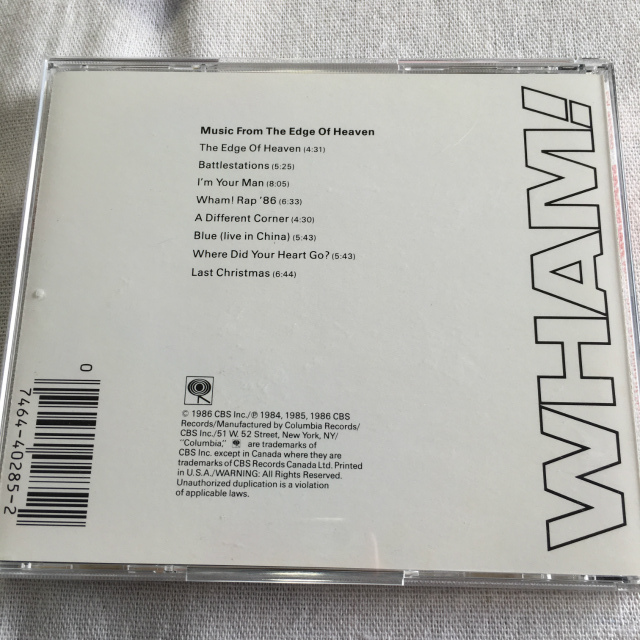 Music From The Edge Of Heaven
The Edge Of Heaven (4:31)
Battlestations (5:25)
I'm Your Man (8:05)
Wham! Rap '86 (6:33)
A Different Corner (4:30)
Blue (live in China) (5:43)
Where Did Your Heart Go? (5:43)
Last Christmas (6:44)
WHAM!
© 1986 CBS Inc./℗ 1984, 1985, 1986 CBS
Records/Manufactured by Columbia Records/
CBS Inc./51 W. 52 Street, New York, NY/
"Columbia," are trademarks of
CBS Inc. except in Canada where they are
trademarks of CBS Records Canada Ltd. Printed
in U.S.A./WARNING: All Rights Reserved.
Unauthorized duplication is a violation
of applicable laws.
0
7464-40285-2